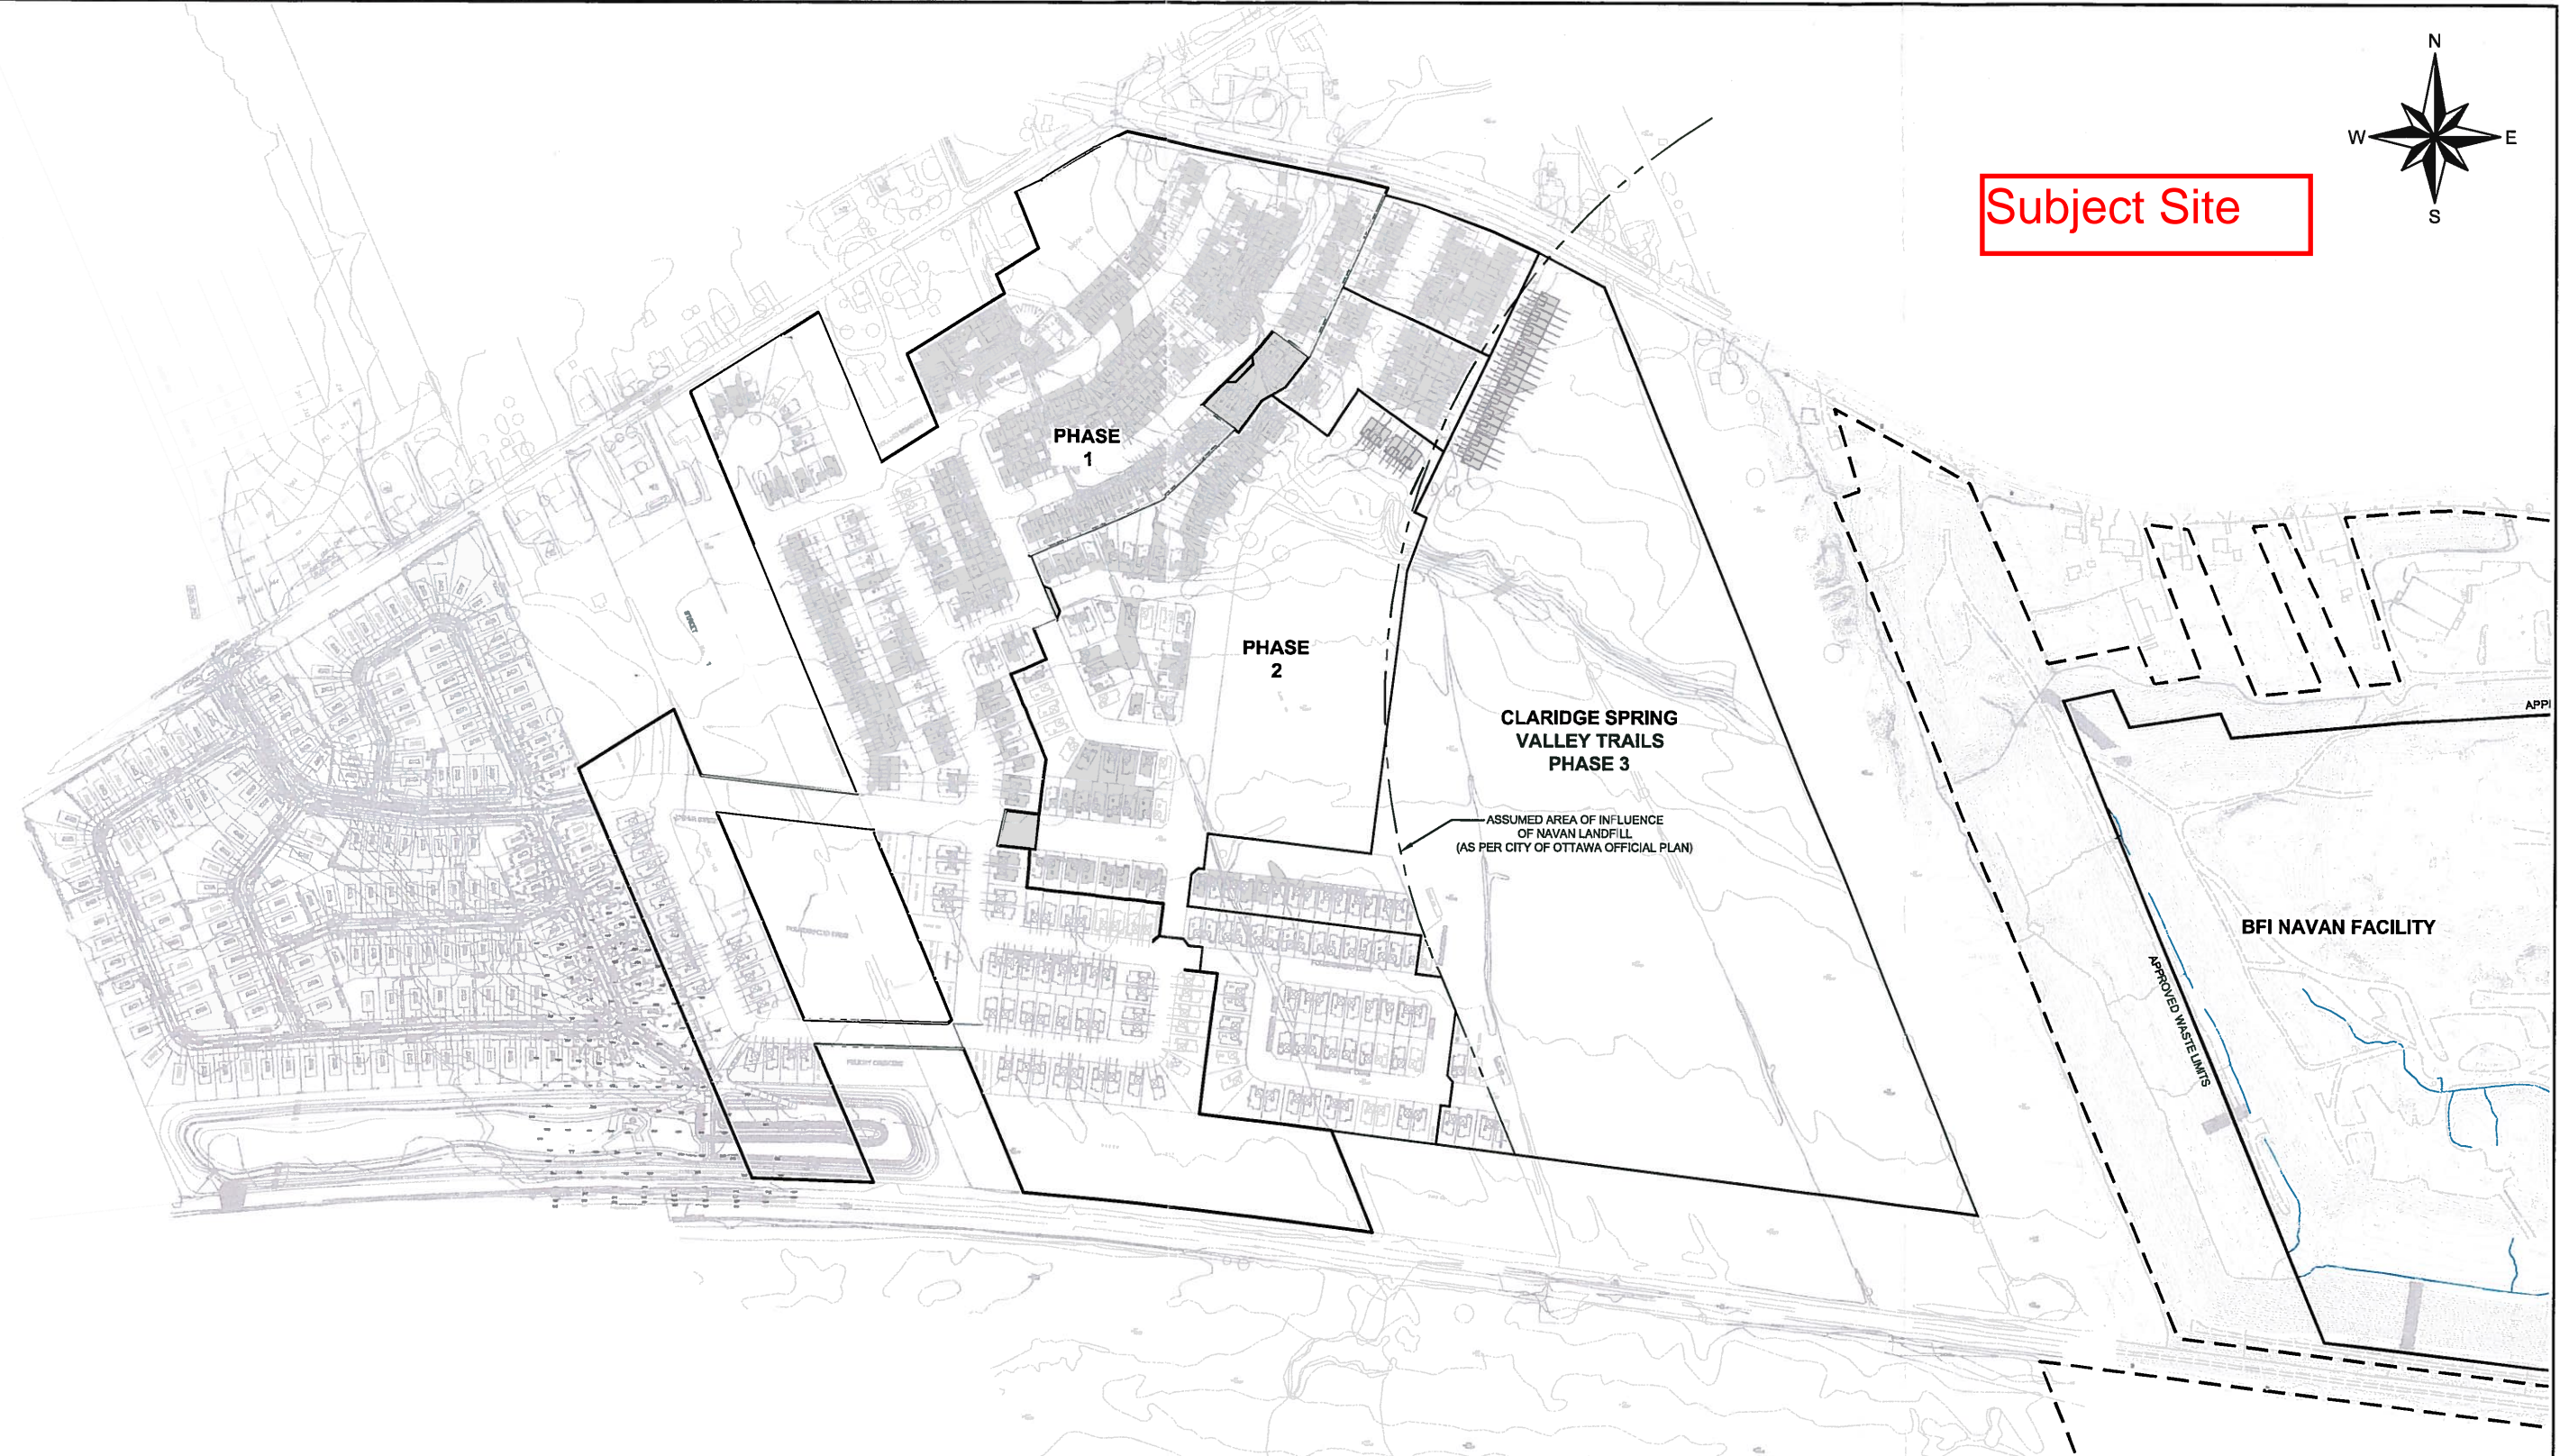 N
W E
S
Subject Site
PHASE
1
PHASE
2
CLARIDGE SPRING
VALLEY TRAILS
PHASE 3
APPI
ASSUMED AREA OF INFLUENCE
OF NAVAN LANDFILL
(AS PER CITY OF OTTAWA OFFICIAL PLAN)
BFI NAVAN FACILITY
APPROVED WASTE LIMITS